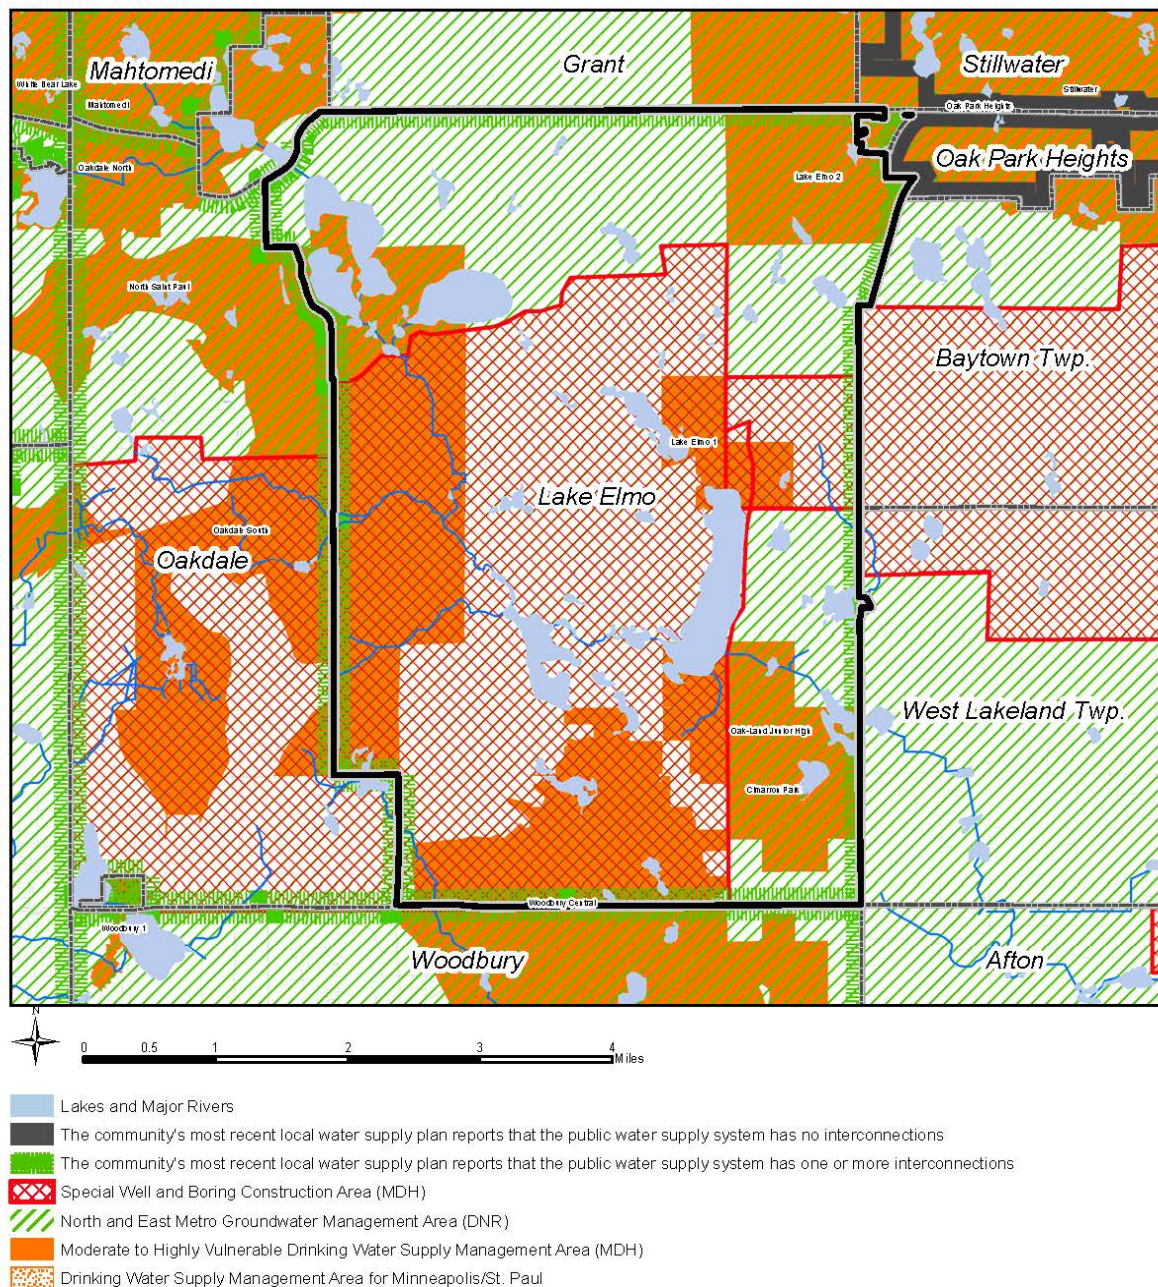 Mahtomedi
Grant
Stillwater
White Bear Lake
Mahtomedi
Stillwater
Oak Park Heights
Oak Park Heights
Oakdale North
Lake Elmo 2
North Saint Paul
Baytown Twp.
Lake Elmo 1
Lake Elmo
Oakdale South
Oakdale
West Lakeland Twp.
Oak-Land Junior High
Cimarron Park
Woodbury Central
Woodbury 1
Woodbury
Afton
N
0 0.5 1 2 3 4
Miles
Lakes and Major Rivers
The community's most recent local water supply plan reports that the public water supply system has no interconnections
The community's most recent local water supply plan reports that the public water supply system has one or more interconnections
Special Well and Boring Construction Area (MDH)
North and East Metro Groundwater Management Area (DNR)
Moderate to Highly Vulnerable Drinking Water Supply Management Area (MDH)
Drinking Water Supply Management Area for Minneapolis/St. Paul